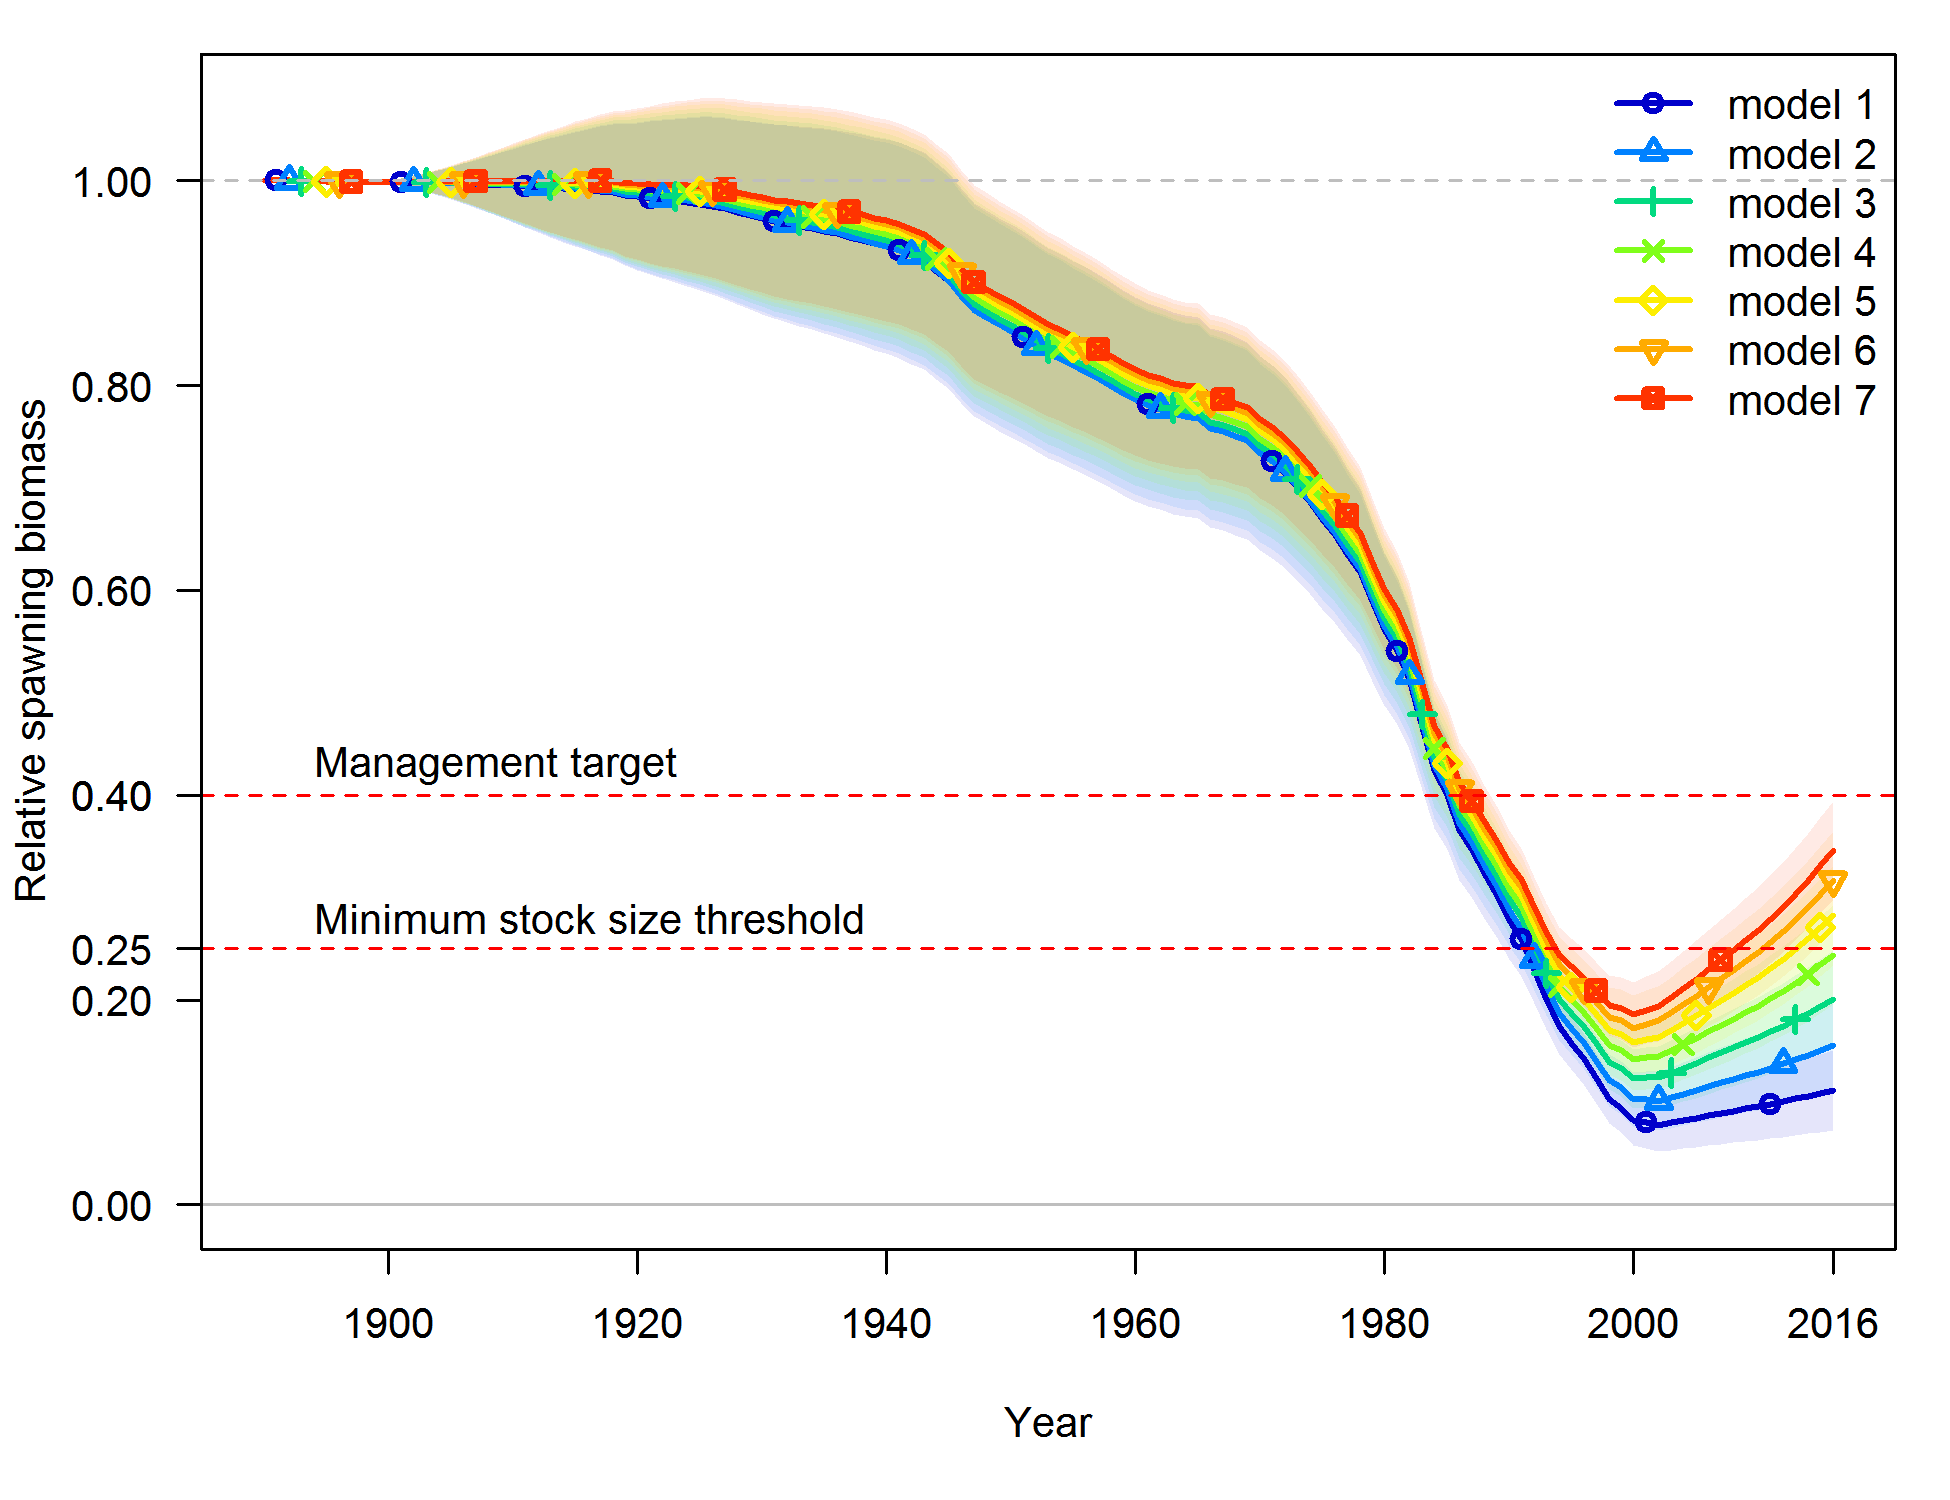 model 1
model 2
model 3
model 4
model 5
model 6
model 7
1.00
0.80
0.60
0.40
0.25
0.20
0.00
Relative spawning biomass
Management target
Minimum stock size threshold
1900
1920
1940
1960
1980
2000
2016
Year